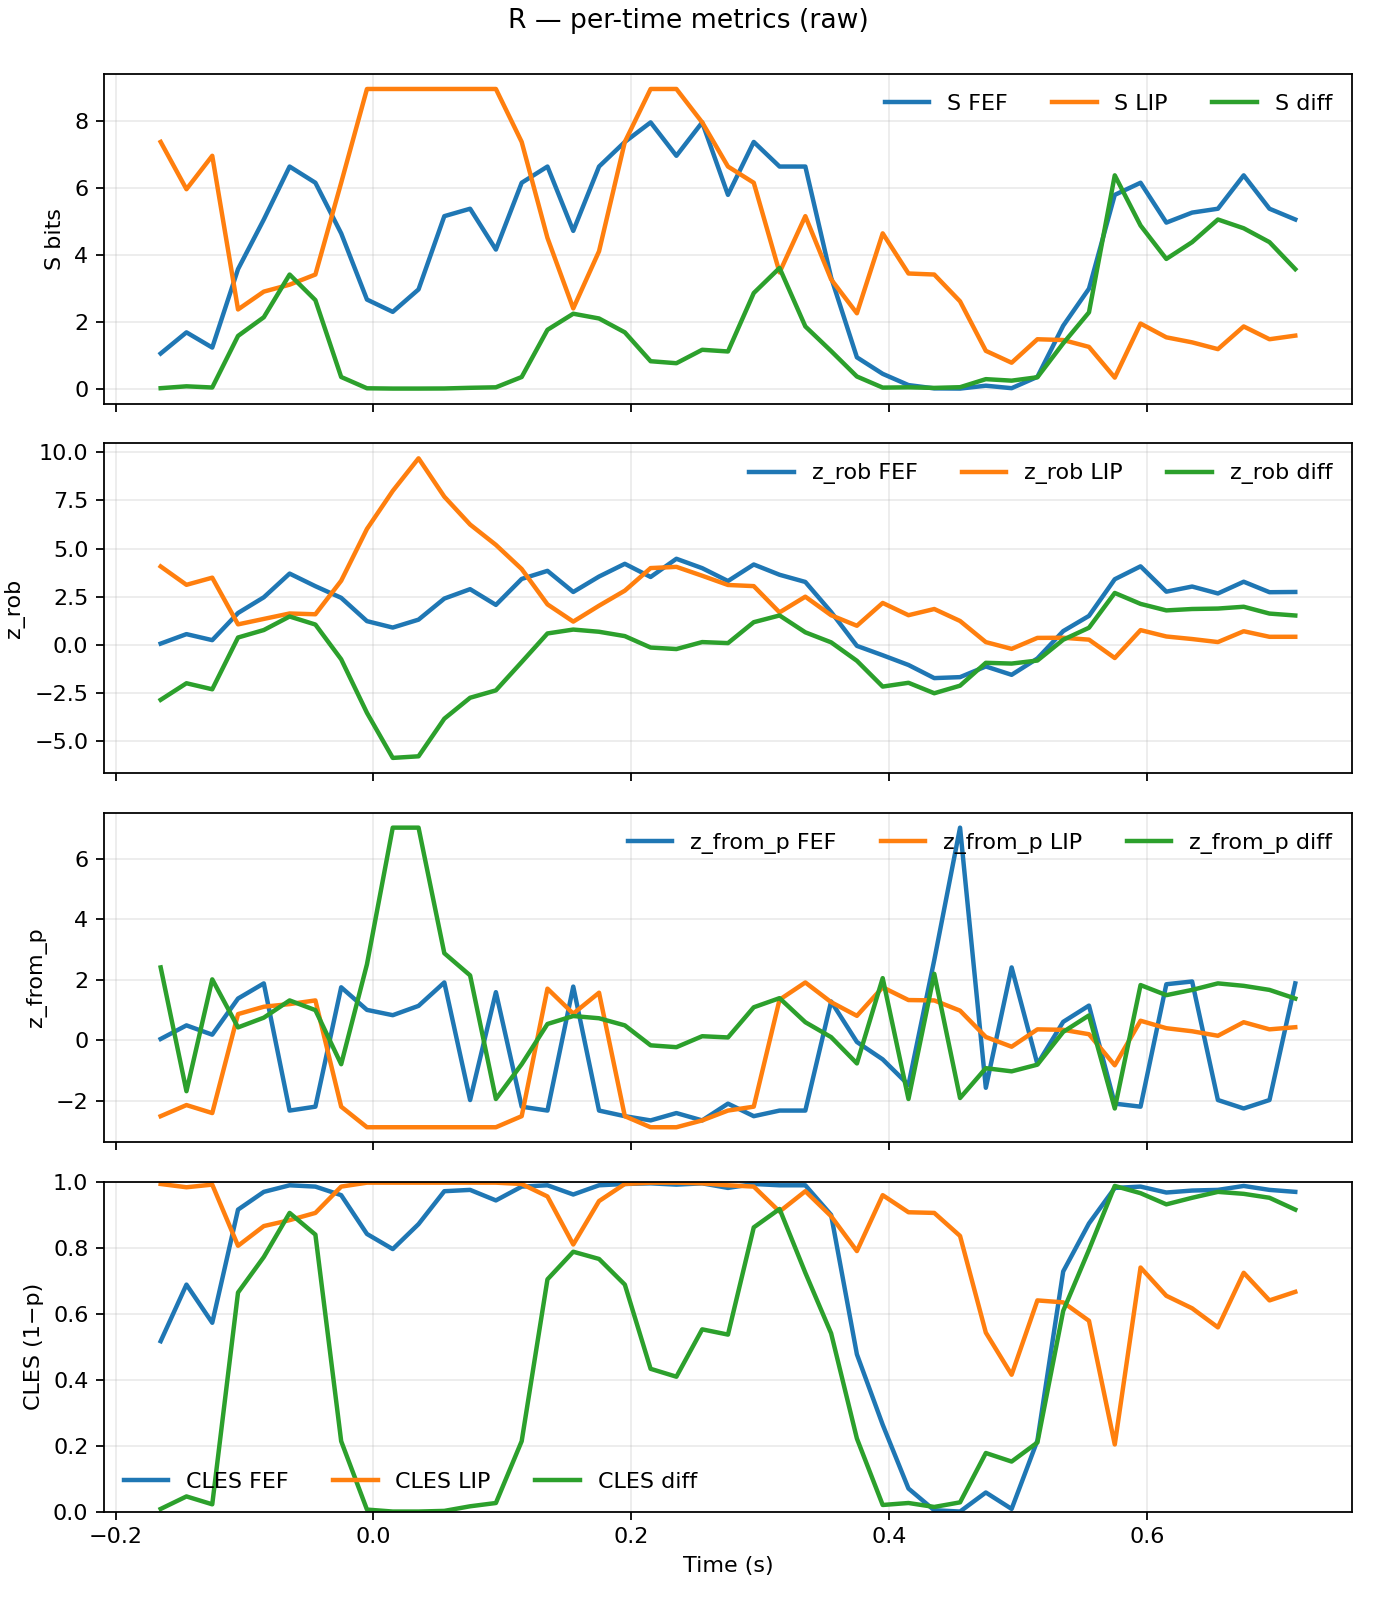 R — per-time metrics (raw)
S FEF S LIP S diff
8
6
4
2
0
S bits
z_rob FEF z_rob LIP z_rob diff
10.0
7.5
5.0
2.5
0.0
−2.5
−5.0
z_rob
z_from_p FEF z_from_p LIP z_from_p diff
6
4
2
0
−2
z_from_p
1.0
0.8
0.6
0.4
0.2
0.0
CLES (1−p)
CLES FEF CLES LIP CLES diff
−0.2 0.0 0.2 0.4 0.6
Time (s)